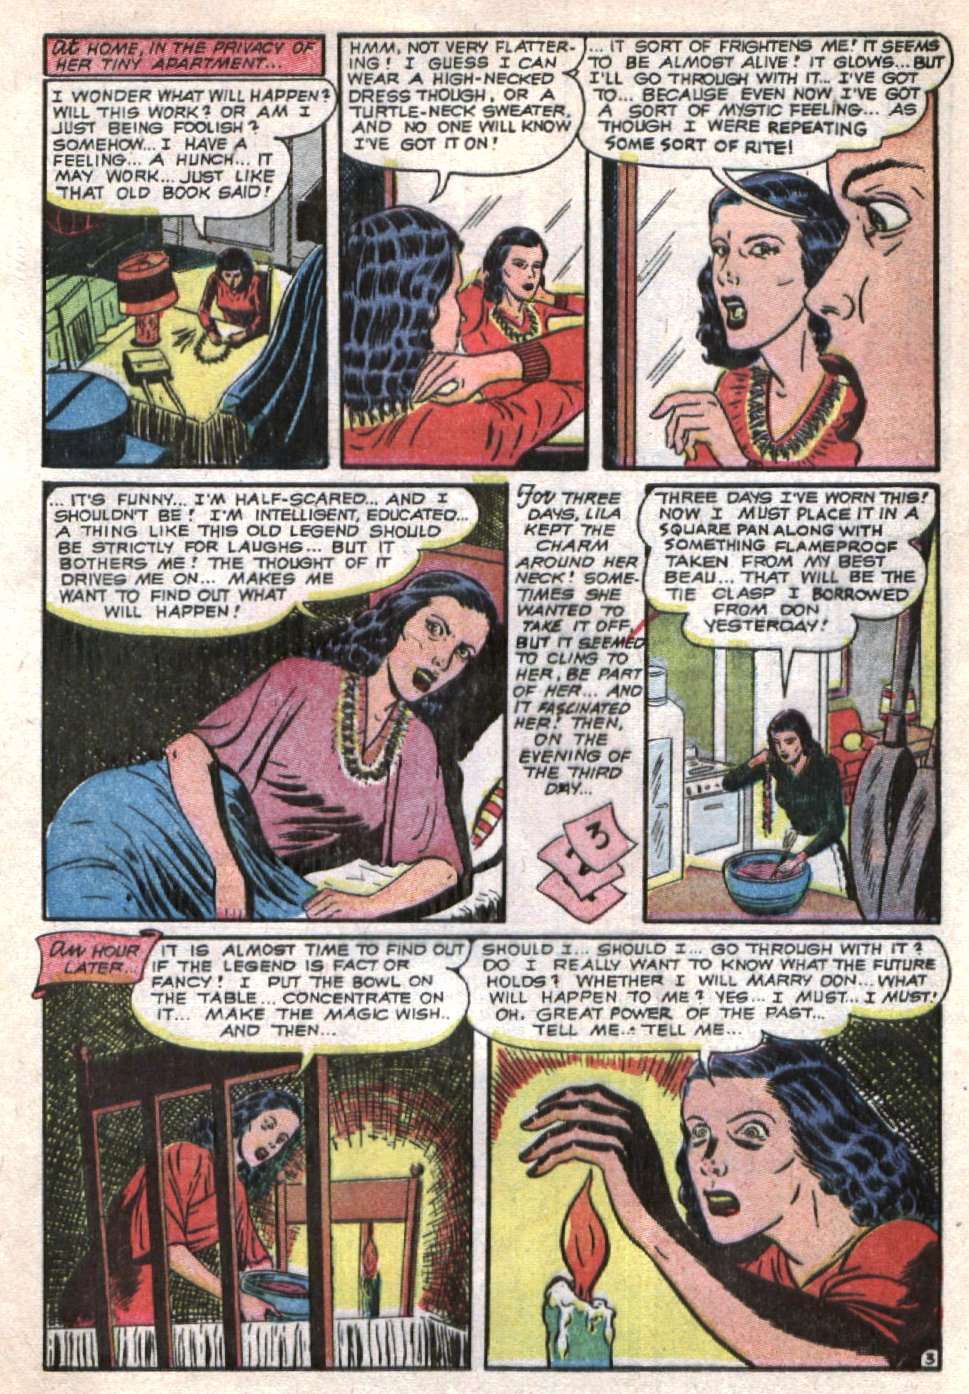 At HOME, IN THE PRIVACY OF
HER TINY APARTMENT...
I WONDER WHAT WILL HAPPEN?
WILL THIS WORK? OR AM I
JUST BEING FOOLISH?
SOMEHOW... I HAVE A
FEELING... A HUNCH... IT
MAY WORK... JUST LIKE
THAT OLD BOOK SAID!
HMM, NOT VERY FLATTER-
ING! I GUESS I CAN
WEAR A HIGH-NECKED
DRESS THOUGH, OR A
TURTLE-NECK SWEATER,
AND NO ONE WILL KNOW
I'VE GOT IT ON!
... IT SORT OF FRIGHTENS ME! IT SEEMS
TO BE ALMOST ALIVE! IT GLOWS... BUT
I'LL GO THROUGH WITH IT... I'VE GOT
TO... BECAUSE EVEN NOW I'VE GOT
A SORT OF MYSTIC FEELING... AS
THOUGH I WERE REPEATING
SOME SORT OF RITE!
... IT'S FUNNY... I'M HALF-SCARED... AND I
SHOULDN'T BE! I'M INTELLIGENT, EDUCATED...
A THING LIKE THIS OLD LEGEND SHOULD
BE STRICTLY FOR LAUGHS... BUT IT
BOTHERS ME! THE THOUGHT OF IT
DRIVES ME ON... MAKES ME
WANT TO FIND OUT WHAT
WILL HAPPEN!
FOR THREE
DAYS, LILA
KEPT THE
CHARM
AROUND HER
NECK! SOME-
TIMES SHE
WANTED TO
TAKE IT OFF,
BUT IT SEEMED
TO CLING TO
HER, BE PART
OF HER... AND
IT FASCINATED
HER! THEN,
ON THE
EVENING OF
THE THIRD
DAY...
3
THREE DAYS I'VE WORN THIS!
NOW I MUST PLACE IT IN A
SQUARE PAN ALONG WITH
SOMETHING FLAMEPROOF
TAKEN FROM MY BEST
BEAU... THAT WILL BE THE
TIE CLASP I BORROWED
FROM DON
YESTERDAY!
AN HOUR
LATER...
IT IS ALMOST TIME TO FIND OUT
IF THE LEGEND IS FACT OR
FANCY! I PUT THE BOWL ON
THE TABLE... CONCENTRATE ON
IT... MAKE THE MAGIC WISH...
AND THEN...
SHOULD I... SHOULD I... GO THROUGH WITH IT?
DO I REALLY WANT TO KNOW WHAT THE FUTURE
HOLDS? WHETHER I WILL MARRY DON... WHAT
WILL HAPPEN TO ME? YES... I MUST... I MUST!
OH, GREAT POWER OF THE PAST...
TELL ME... TELL ME...
3